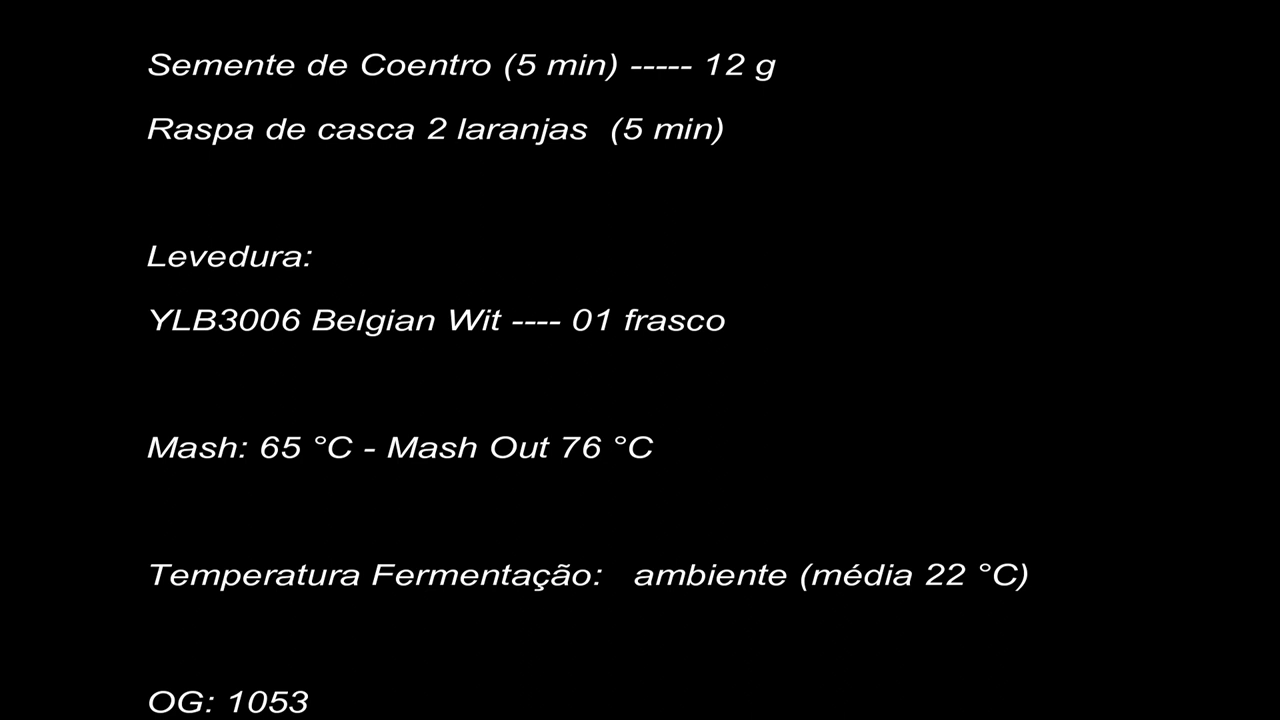 Semente de Coentro (5 min) ----- 12 g
Raspa de casca 2 laranjas  (5 min)
Levedura:
YLB3006 Belgian Wit ---- 01 frasco
Mash: 65 °C - Mash Out 76 °C
Temperatura Fermentação:   ambiente (média 22 °C)
OG: 1053